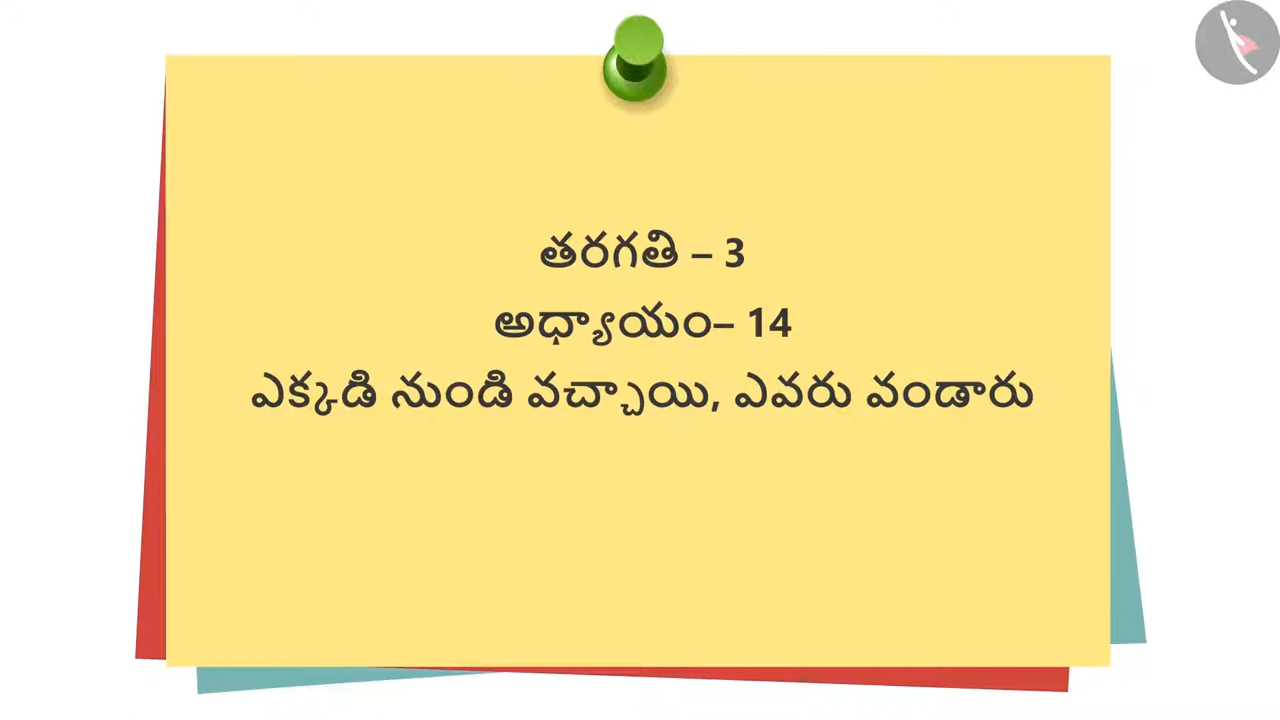 తరగతి – 3
అధ్యాయం– 14
ఎక్కడి నుండి వచ్చాయి, ఎవరు వండారు